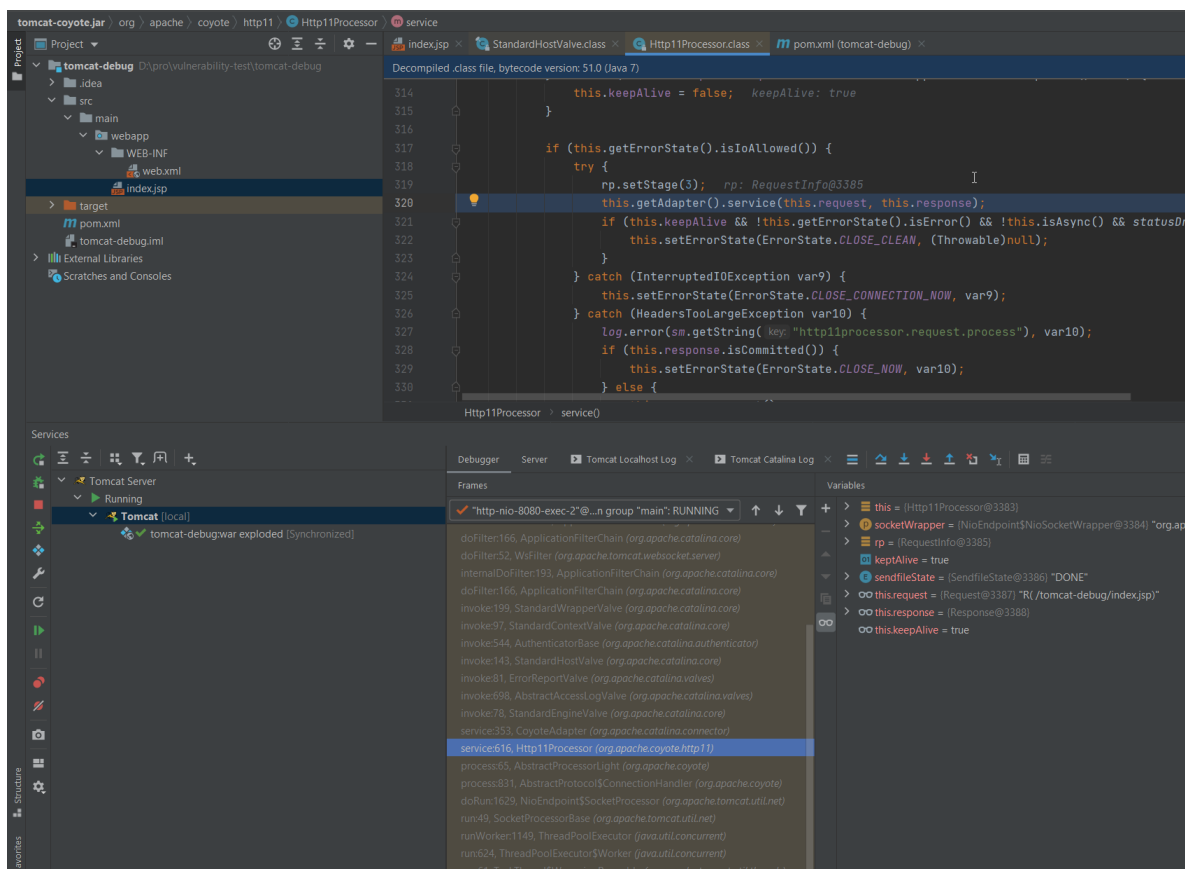 tomcat-coyote.jar 〉 org 〉 apache 〉 coyote 〉 http11 〉 Http11Processor 〉 service
Project
Project
index.jsp
StandardHostValve.class
Http11Processor.class
pom.xml (tomcat-debug)
tomcat-debug D:\pro\vulnerability-test\tomcat-debug
.idea
src
main
webapp
WEB-INF
web.xml
index.jsp
target
pom.xml
tomcat-debug.iml
External Libraries
Scratches and Consoles
Decompiled .class file, bytecode version: 51.0 (Java 7)
314 this.keepAlive = false; keepAlive: true
315 }
316
317 if (this.getErrorState().isIoAllowed()) {
318 try {
319 rp.setStage(3); rp: RequestInfo@3385
320 this.getAdapter().service(this.request, this.response);
321 if (this.keepAlive && !this.getErrorState().isError() && !this.isAsync() && statusDr
322 this.setErrorState(ErrorState.CLOSE_CLEAN, (Throwable)null);
323 }
324 } catch (InterruptedIOException var9) {
325 this.setErrorState(ErrorState.CLOSE_CONNECTION_NOW, var9);
326 } catch (HeadersTooLargeException var10) {
327 log.error(sm.getString( key: "http11processor.request.process"), var10);
328 if (this.response.isCommitted()) {
329 this.setErrorState(ErrorState.CLOSE_NOW, var10);
330 } else {
Http11Processor > service()
Services
Tomcat Server
Running
Tomcat [local]
tomcat-debug:war exploded [Synchronized]
Debugger
Server
Tomcat Localhost Log
Tomcat Catalina Log
Frames
"http-nio-8080-exec-2"@...n group "main": RUNNING
doFilter:166, ApplicationFilterChain (org.apache.catalina.core)
doFilter:52, WsFilter (org.apache.tomcat.websocket.server)
internalDoFilter:193, ApplicationFilterChain (org.apache.catalina.core)
doFilter:166, ApplicationFilterChain (org.apache.catalina.core)
invoke:199, StandardWrapperValve (org.apache.catalina.core)
invoke:97, StandardContextValve (org.apache.catalina.core)
invoke:544, AuthenticatorBase (org.apache.catalina.authenticator)
invoke:143, StandardHostValve (org.apache.catalina.core)
invoke:81, ErrorReportValve (org.apache.catalina.valves)
invoke:698, AbstractAccessLogValve (org.apache.catalina.valves)
invoke:78, StandardEngineValve (org.apache.catalina.core)
service:353, CoyoteAdapter (org.apache.catalina.connector)
service:616, Http11Processor (org.apache.coyote.http11)
process:65, AbstractProcessorLight (org.apache.coyote)
process:831, AbstractProtocol$ConnectionHandler (org.apache.coyote)
doRun:1629, NioEndpoint$SocketProcessor (org.apache.tomcat.util.net)
run:49, SocketProcessorBase (org.apache.tomcat.util.net)
runWorker:1149, ThreadPoolExecutor (java.util.concurrent)
run:624, ThreadPoolExecutor$Worker (java.util.concurrent)
Variables
this = {Http11Processor@3383}
socketWrapper = {NioEndpoint$NioSocketWrapper@3384} "org.ap
rp = {RequestInfo@3385}
keptAlive = true
sendfileState = {SendfileState@3386} "DONE"
this.request = {Request@3387} "R( /tomcat-debug/index.jsp)"
this.response = {Response@3388}
this.keepAlive = true
Structure
avorites